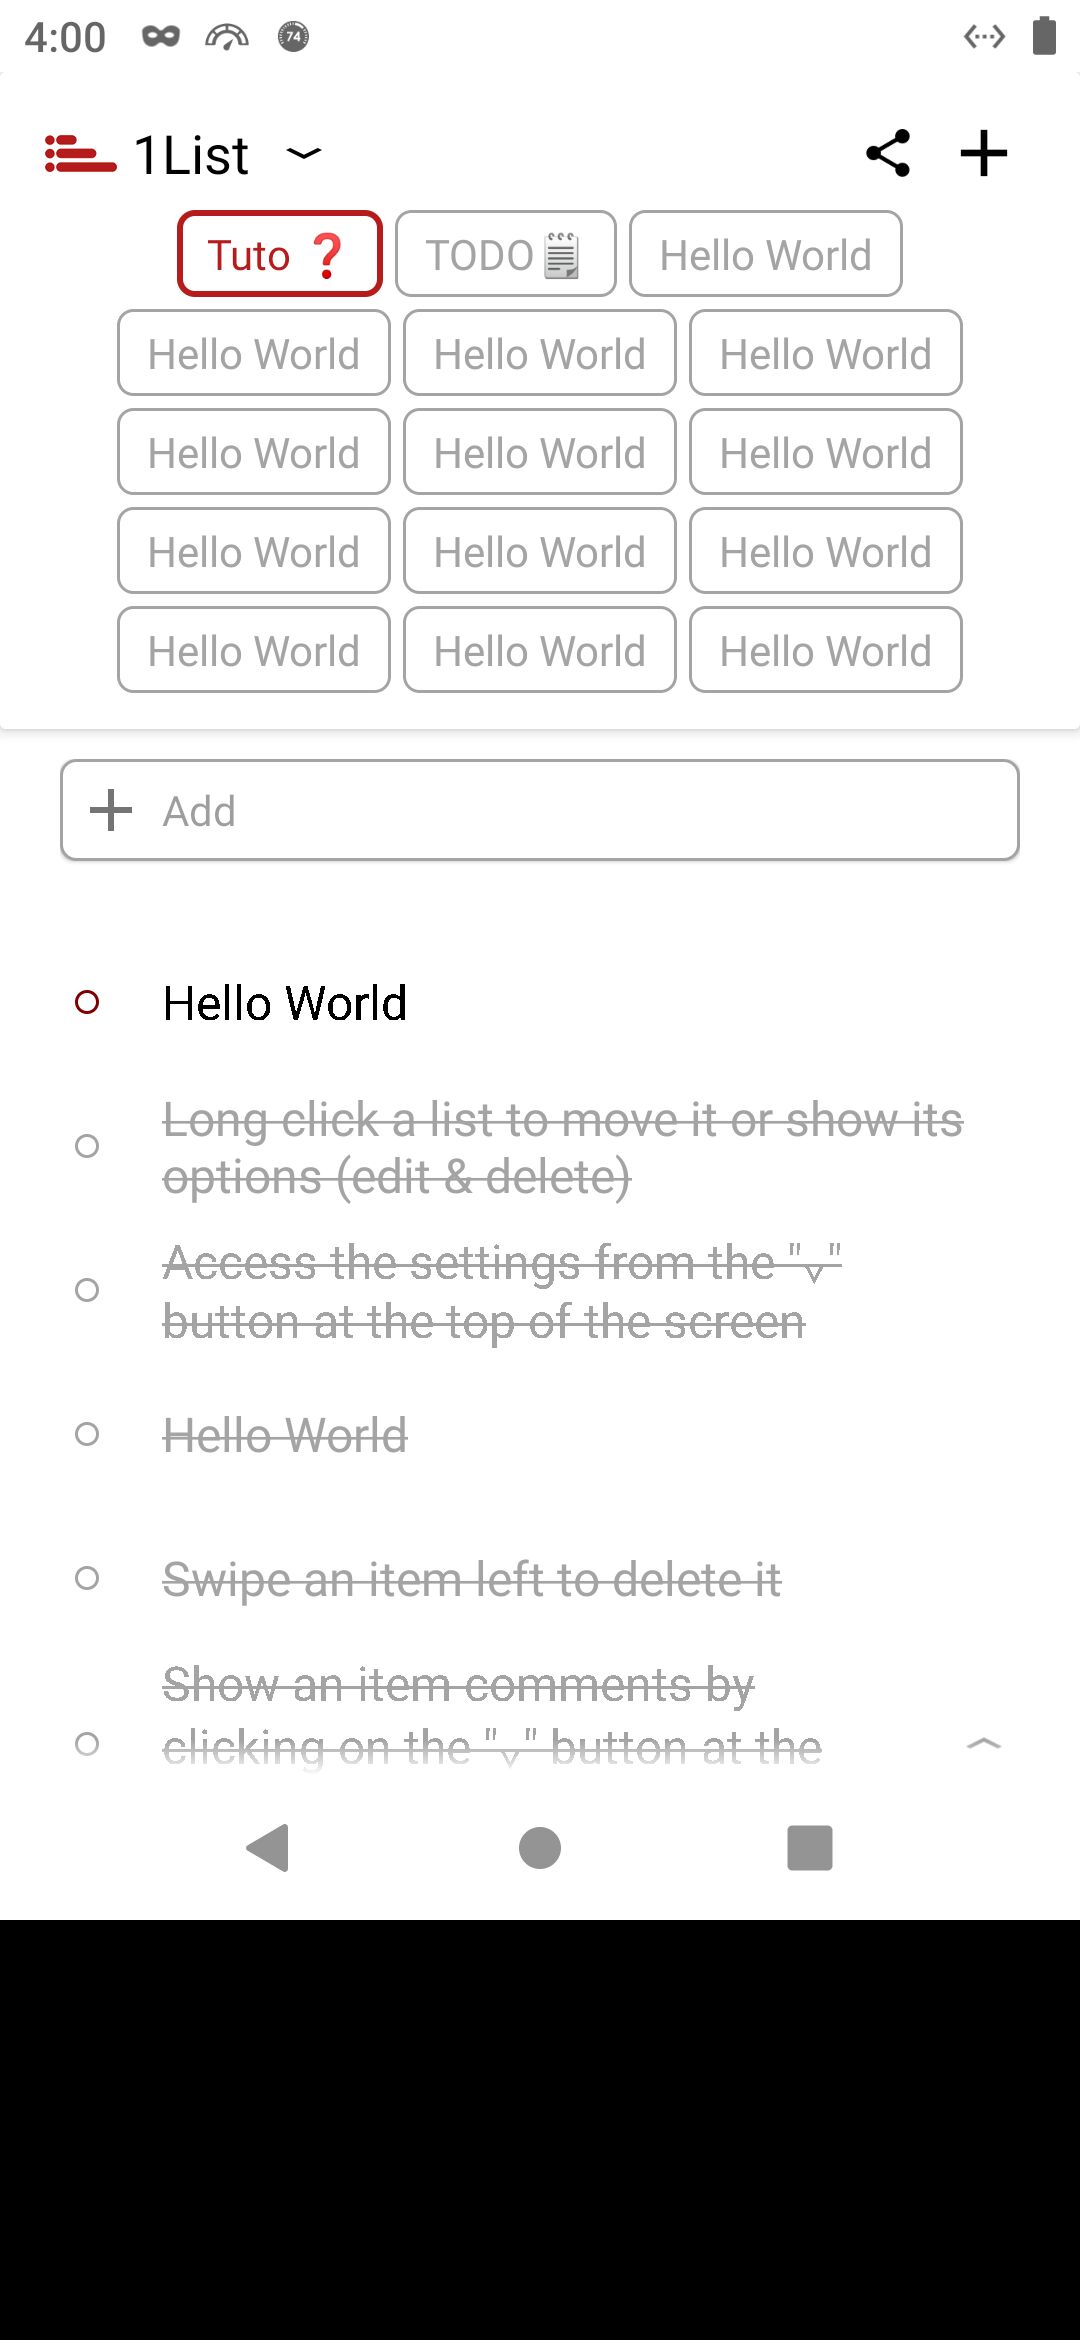 4:00 74
1List
Tuto ❓ TODO🗒 Hello World
Hello World Hello World Hello World
Hello World Hello World Hello World
Hello World Hello World Hello World
Hello World Hello World Hello World
Add
Hello World
Long click a list to move it or show its
options (edit & delete)
Access the settings from the "⌄"
button at the top of the screen
Hello World
Swipe an item left to delete it
Show an item comments by
clicking on the "⌄" button at the